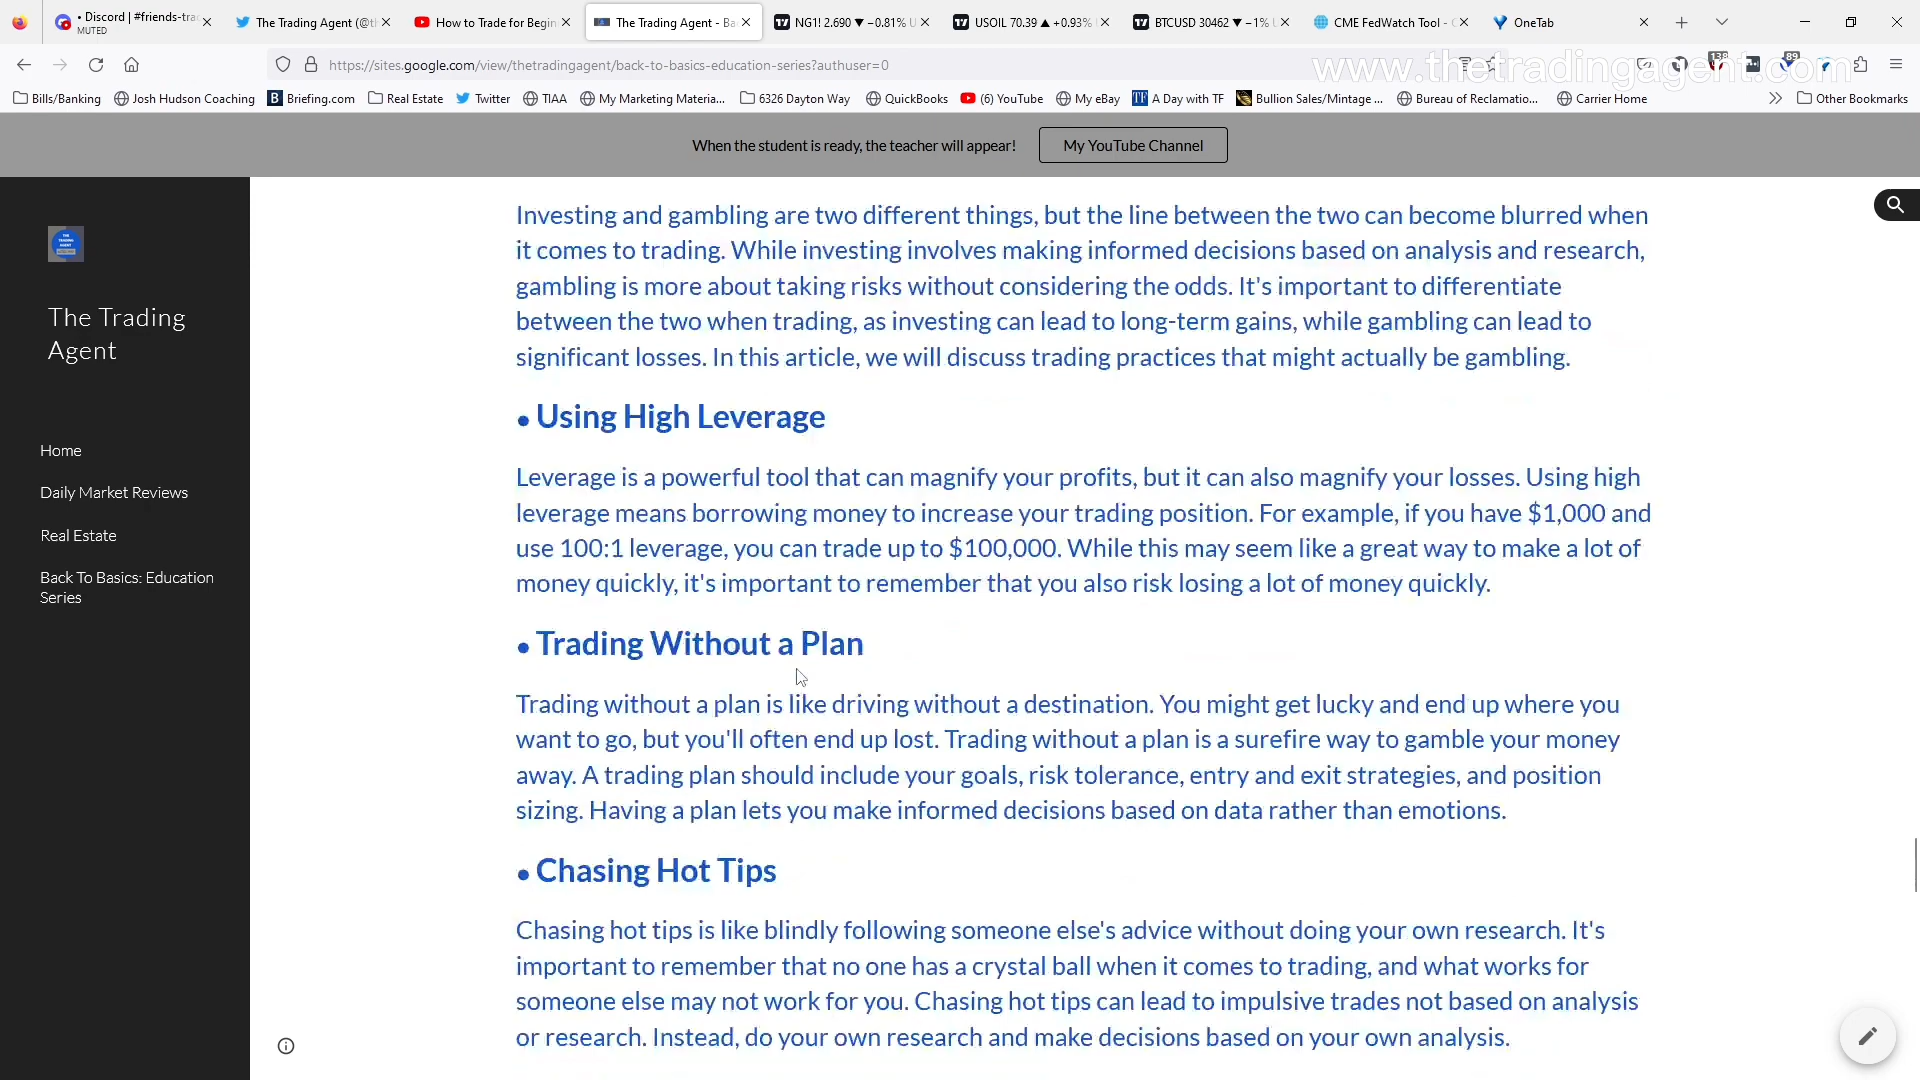 • Discord | #friends-tra
MUTED
The Trading Agent (@t
How to Trade for Begin
The Trading Agent - Ba
NG1! 2.690 ▼ −0.81% U
USOIL 70.39 ▲ +0.93%
BTCUSD 30462 ▼ −1% U
CME FedWatch Tool - C
OneTab
https://sites.google.com/view/thetradingagent/back-to-basics-education-series?authuser=0
www.thetradingagent.com
138
89
Bills/Banking
Josh Hudson Coaching
Briefing.com
Real Estate
Twitter
TIAA
My Marketing Materia...
6326 Dayton Way
QuickBooks
(6) YouTube
My eBay
A Day with TF
Bullion Sales/Mintage ...
Bureau of Reclamatio...
Carrier Home
Other Bookmarks
When the student is ready, the teacher will appear!
My YouTube Channel
The Trading
Agent
Home
Daily Market Reviews
Real Estate
Back To Basics: Education
Series
Investing and gambling are two different things, but the line between the two can become blurred when
it comes to trading. While investing involves making informed decisions based on analysis and research,
gambling is more about taking risks without considering the odds. It's important to differentiate
between the two when trading, as investing can lead to long-term gains, while gambling can lead to
significant losses. In this article, we will discuss trading practices that might actually be gambling.
• Using High Leverage
Leverage is a powerful tool that can magnify your profits, but it can also magnify your losses. Using high
leverage means borrowing money to increase your trading position. For example, if you have $1,000 and
use 100:1 leverage, you can trade up to $100,000. While this may seem like a great way to make a lot of
money quickly, it's important to remember that you also risk losing a lot of money quickly.
• Trading Without a Plan
Trading without a plan is like driving without a destination. You might get lucky and end up where you
want to go, but you'll often end up lost. Trading without a plan is a surefire way to gamble your money
away. A trading plan should include your goals, risk tolerance, entry and exit strategies, and position
sizing. Having a plan lets you make informed decisions based on data rather than emotions.
• Chasing Hot Tips
Chasing hot tips is like blindly following someone else's advice without doing your own research. It's
important to remember that no one has a crystal ball when it comes to trading, and what works for
someone else may not work for you. Chasing hot tips can lead to impulsive trades not based on analysis
or research. Instead, do your own research and make decisions based on your own analysis.